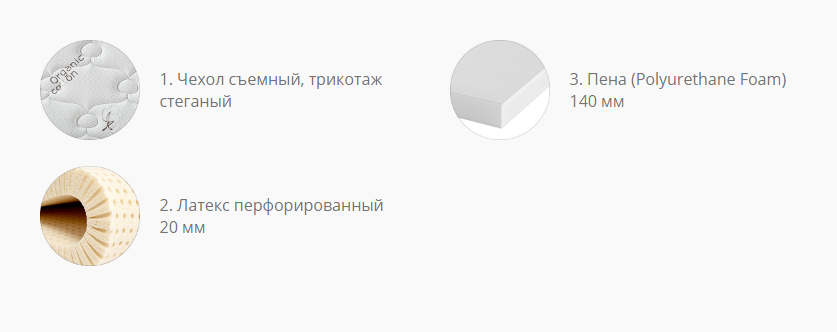 Organic
cotton
1. Чехол съемный, трикотаж
стеганый
2. Латекс перфорированный
20 мм
3. Пена (Polyurethane Foam)
140 мм